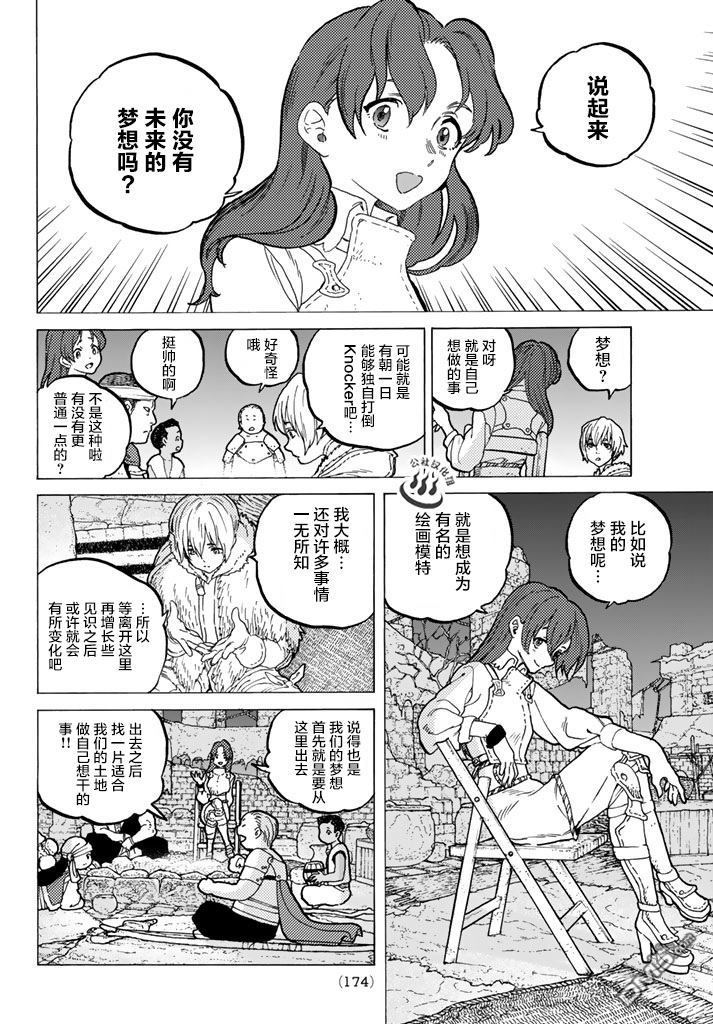 说起来
你没有
未来的
梦想吗？
梦想？
对呀
就是自己
想做的事
可能就是
有朝一日
能够独自打倒
Knocker吧…
好奇怪
哦
挺帅的啊
不是这种啦
有没有更
普通一点的？
比如说
我的
梦想呢…
就是想成为
有名的
绘画模特
我大概…
还对许多事情
一无所知
…所以
等离开这里
再增长些
见识之后
或许就会
有所变化吧
说得也是
我们的梦想
首先就是要从
这里出去
出去之后
找一片适合
我们的土地
做自己想干的
事!!
(174)